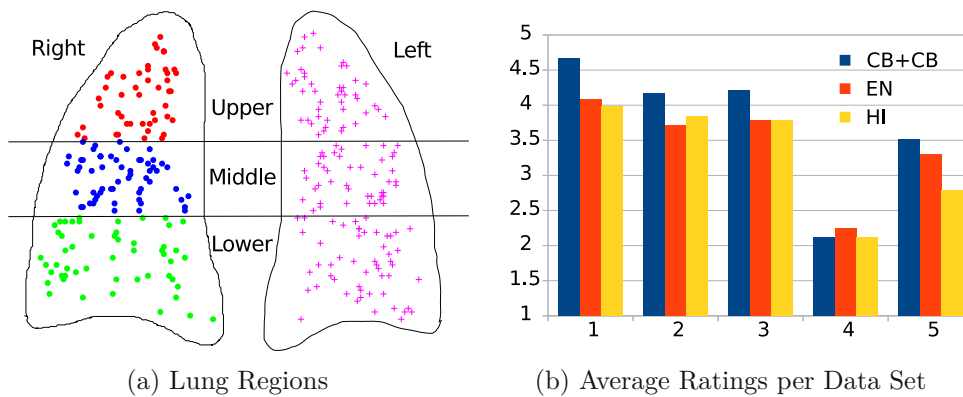 Right
Left
Upper
Middle
Lower
(a) Lung Regions
5
4.5
4
3.5
3
2.5
2
1.5
1
CB+CB
EN
HI
1 2 3 4 5
(b) Average Ratings per Data Set